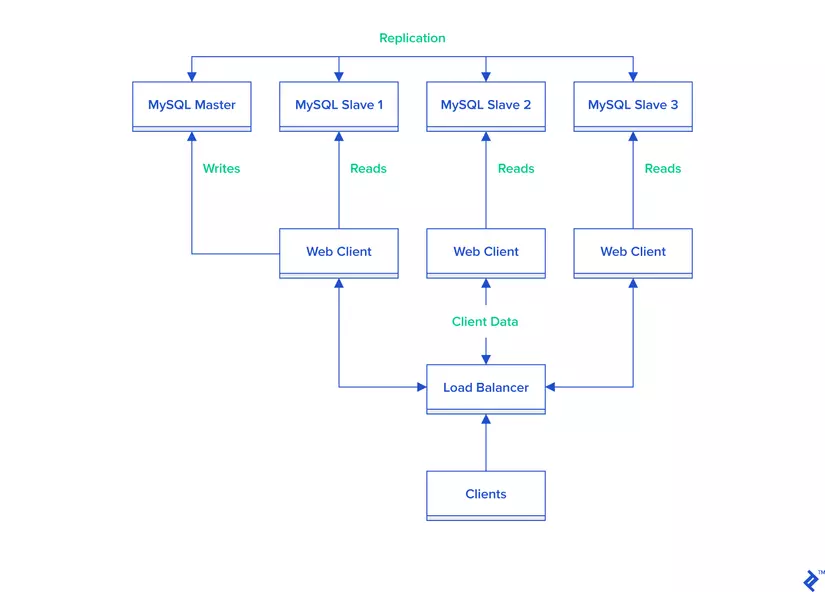 Replication
MySQL Master
MySQL Slave 1
MySQL Slave 2
MySQL Slave 3
Writes
Reads
Reads
Reads
Web Client
Web Client
Web Client
Client Data
Load Balancer
Clients
TM